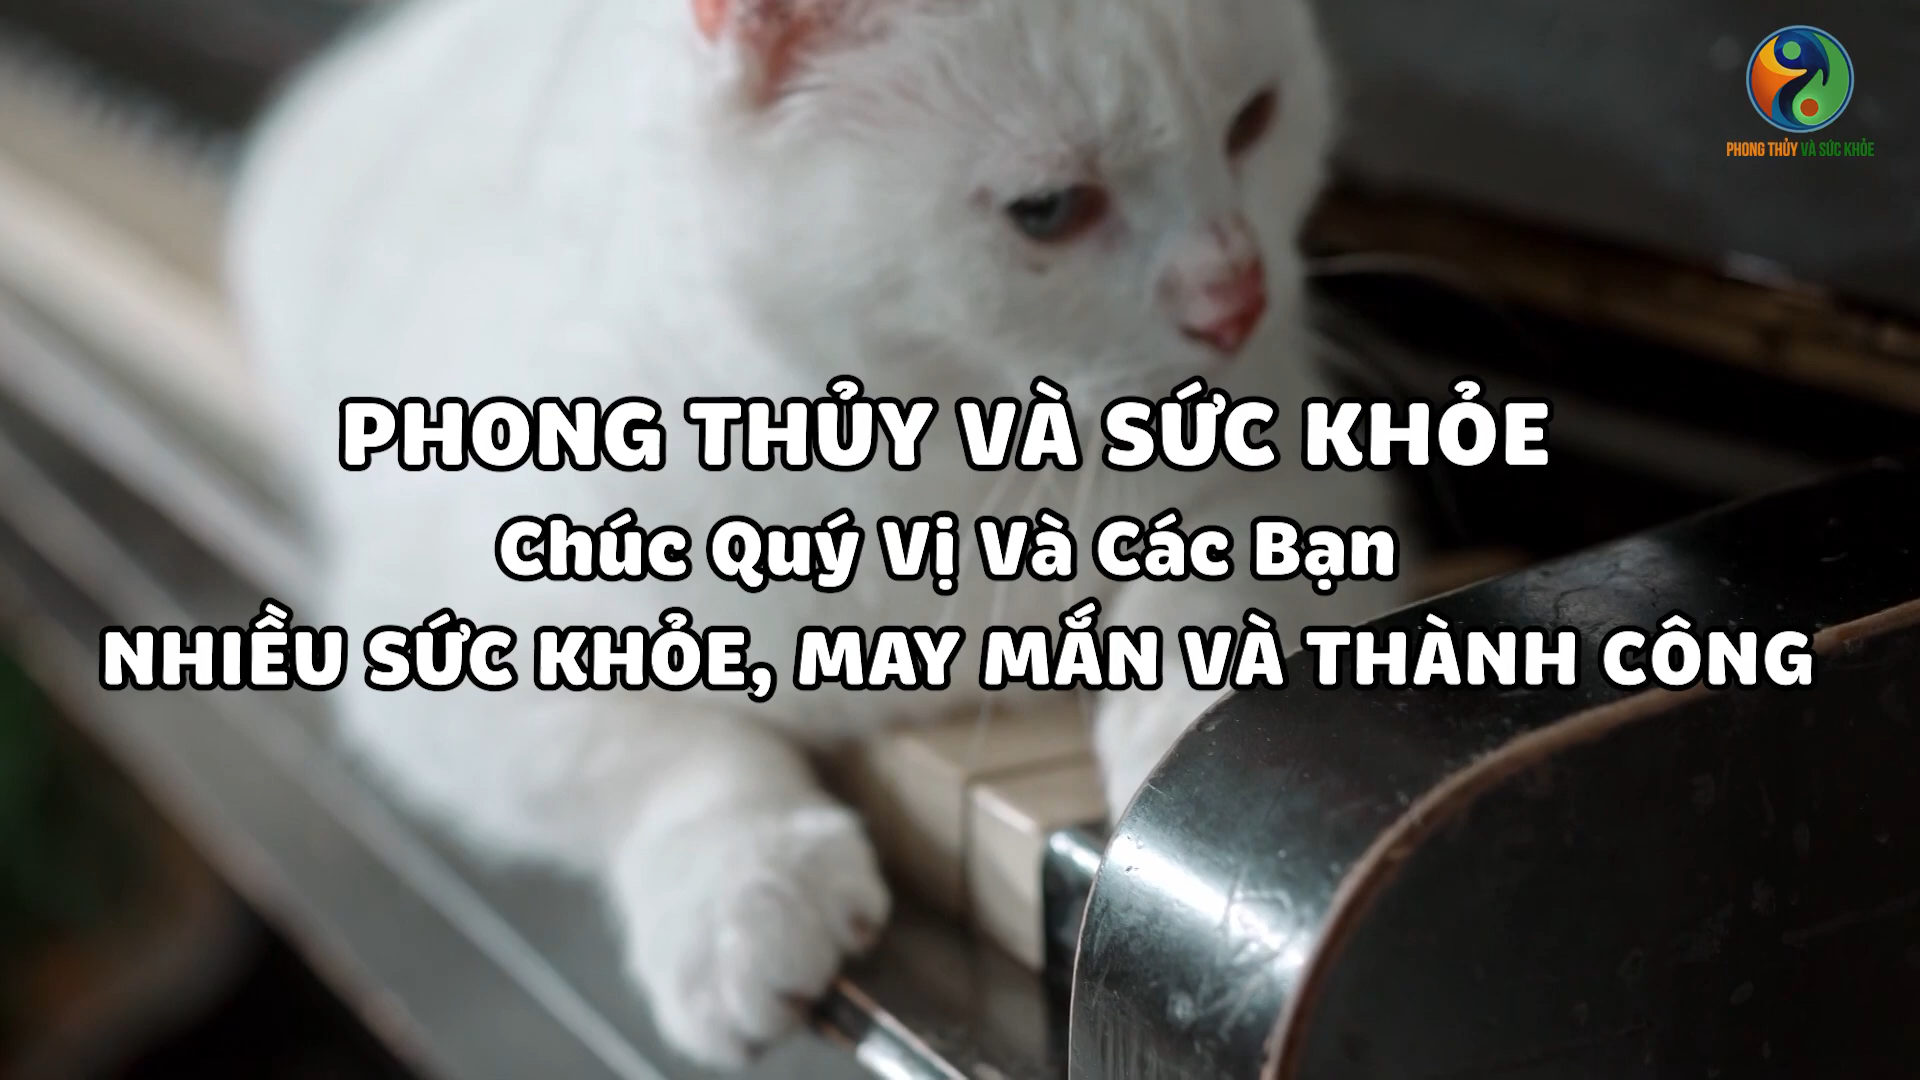 PHONG THỦY VÀ SỨC KHỎE
PHONG THỦY VÀ SỨC KHỎE
Chúc Quý Vị Và Các Bạn
NHIỀU SỨC KHỎE, MAY MẮN VÀ THÀNH CÔNG